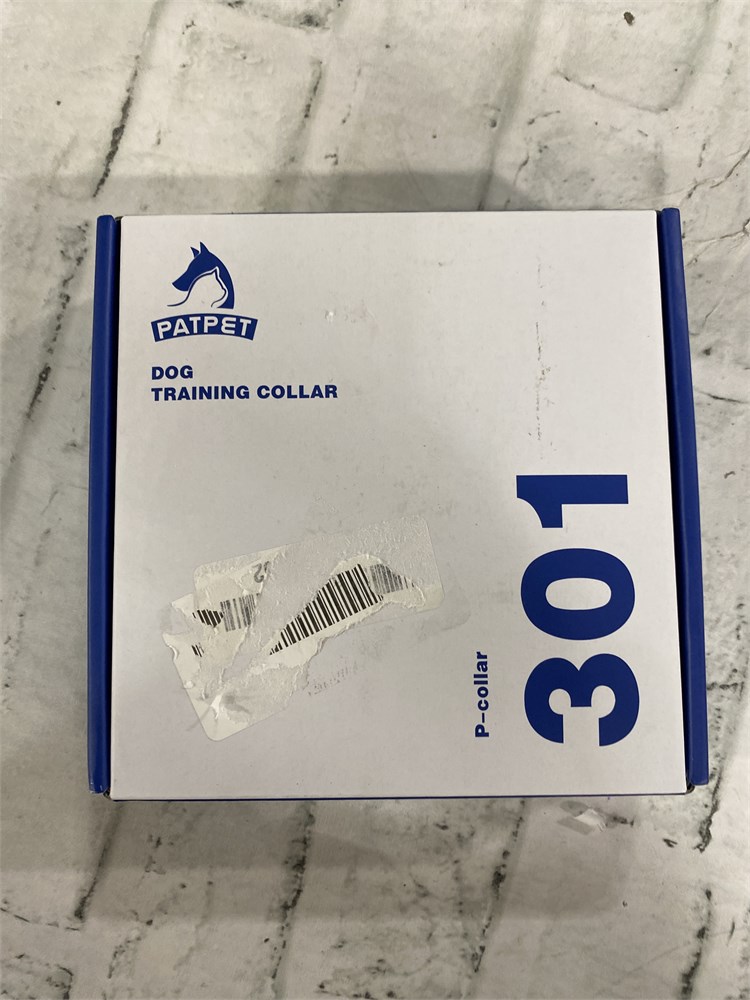 PATPET
DOG
TRAINING COLLAR
P-collar
301